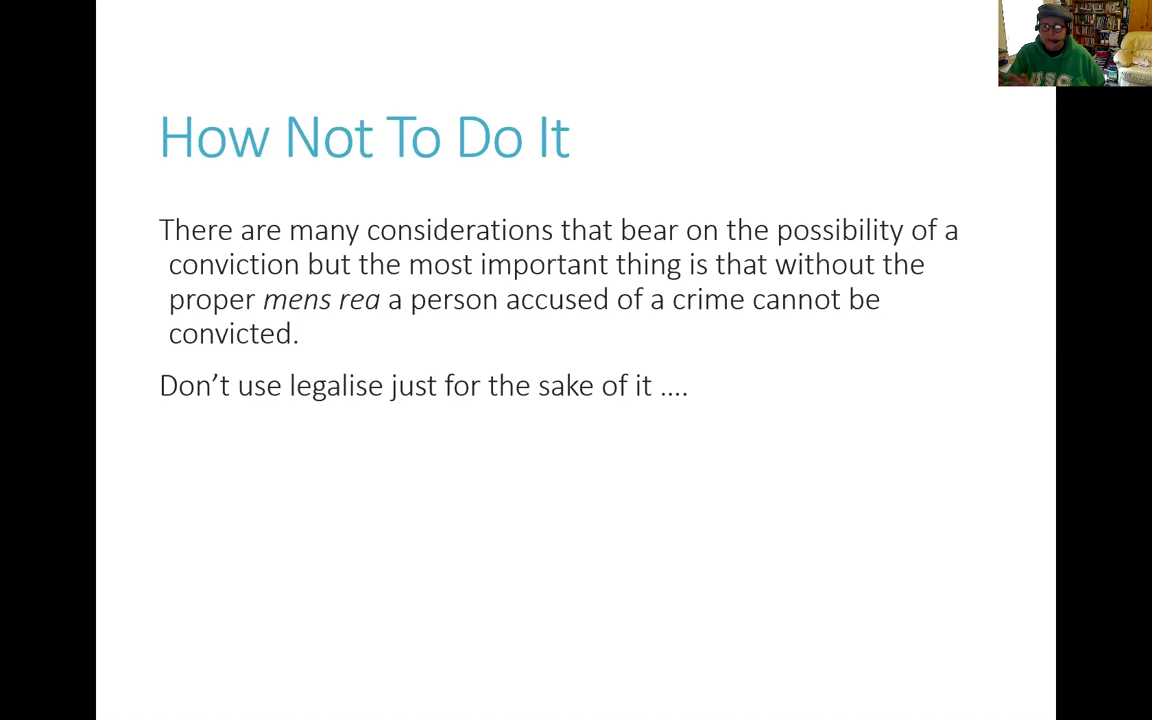 How Not To Do It
There are many considerations that bear on the possibility of a
conviction but the most important thing is that without the
proper mens rea a person accused of a crime cannot be
convicted.
Don’t use legalise just for the sake of it ....